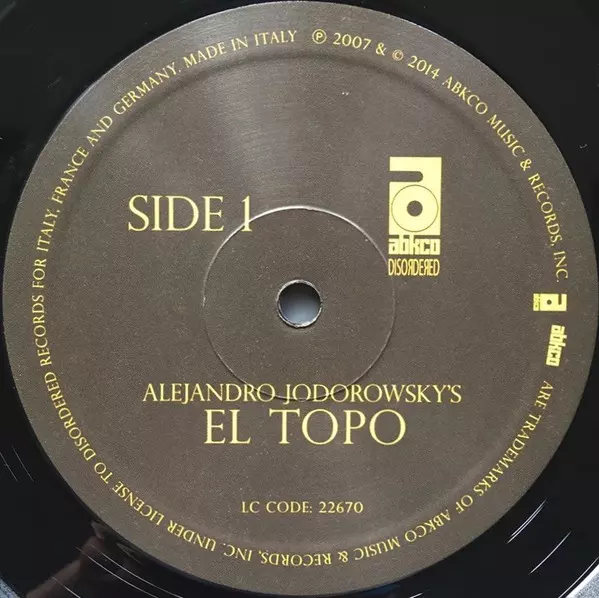 SIDE 1
abkco
DISORDERED
ALEJANDRO JODOROWSKY'S
EL TOPO
LC CODE: 22670
℗ 2007 & © 2014 ABKCO MUSIC & RECORDS, INC.
abkco
abkco
ARE TRADEMARKS OF ABKCO MUSIC & RECORDS, INC. UNDER LICENSE TO DISORDERED RECORDS FOR ITALY, FRANCE AND GERMANY. MADE IN ITALY